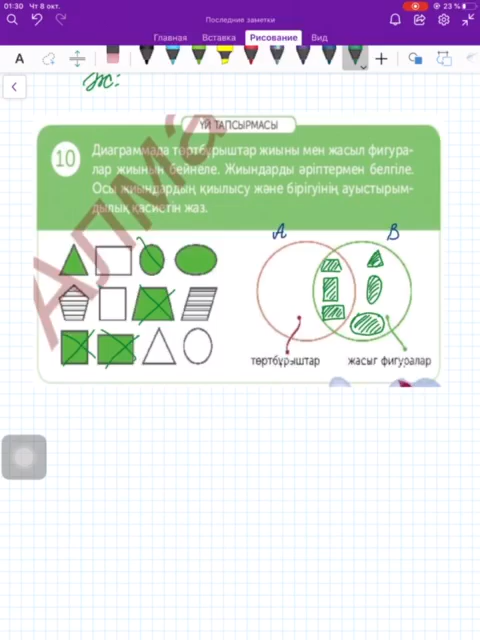 01:30 Чт 8 окт.
23 %
Последние заметки
Главная Вставка Рисование Вид
A
Ж:
ҮЙ ТАПСЫРМАСЫ
10
Диаграммада төртбұрыштар жиыны мен жасыл фигура-
лар жиынын бейнеле. Жиындарды әріптермен белгіле.
Осы жиындардың қиылысу және бірігуінің ауыстырым-
дылық қасиетін жаз.
АЛМа
A B
төртбұрыштар жасыг фигуралар